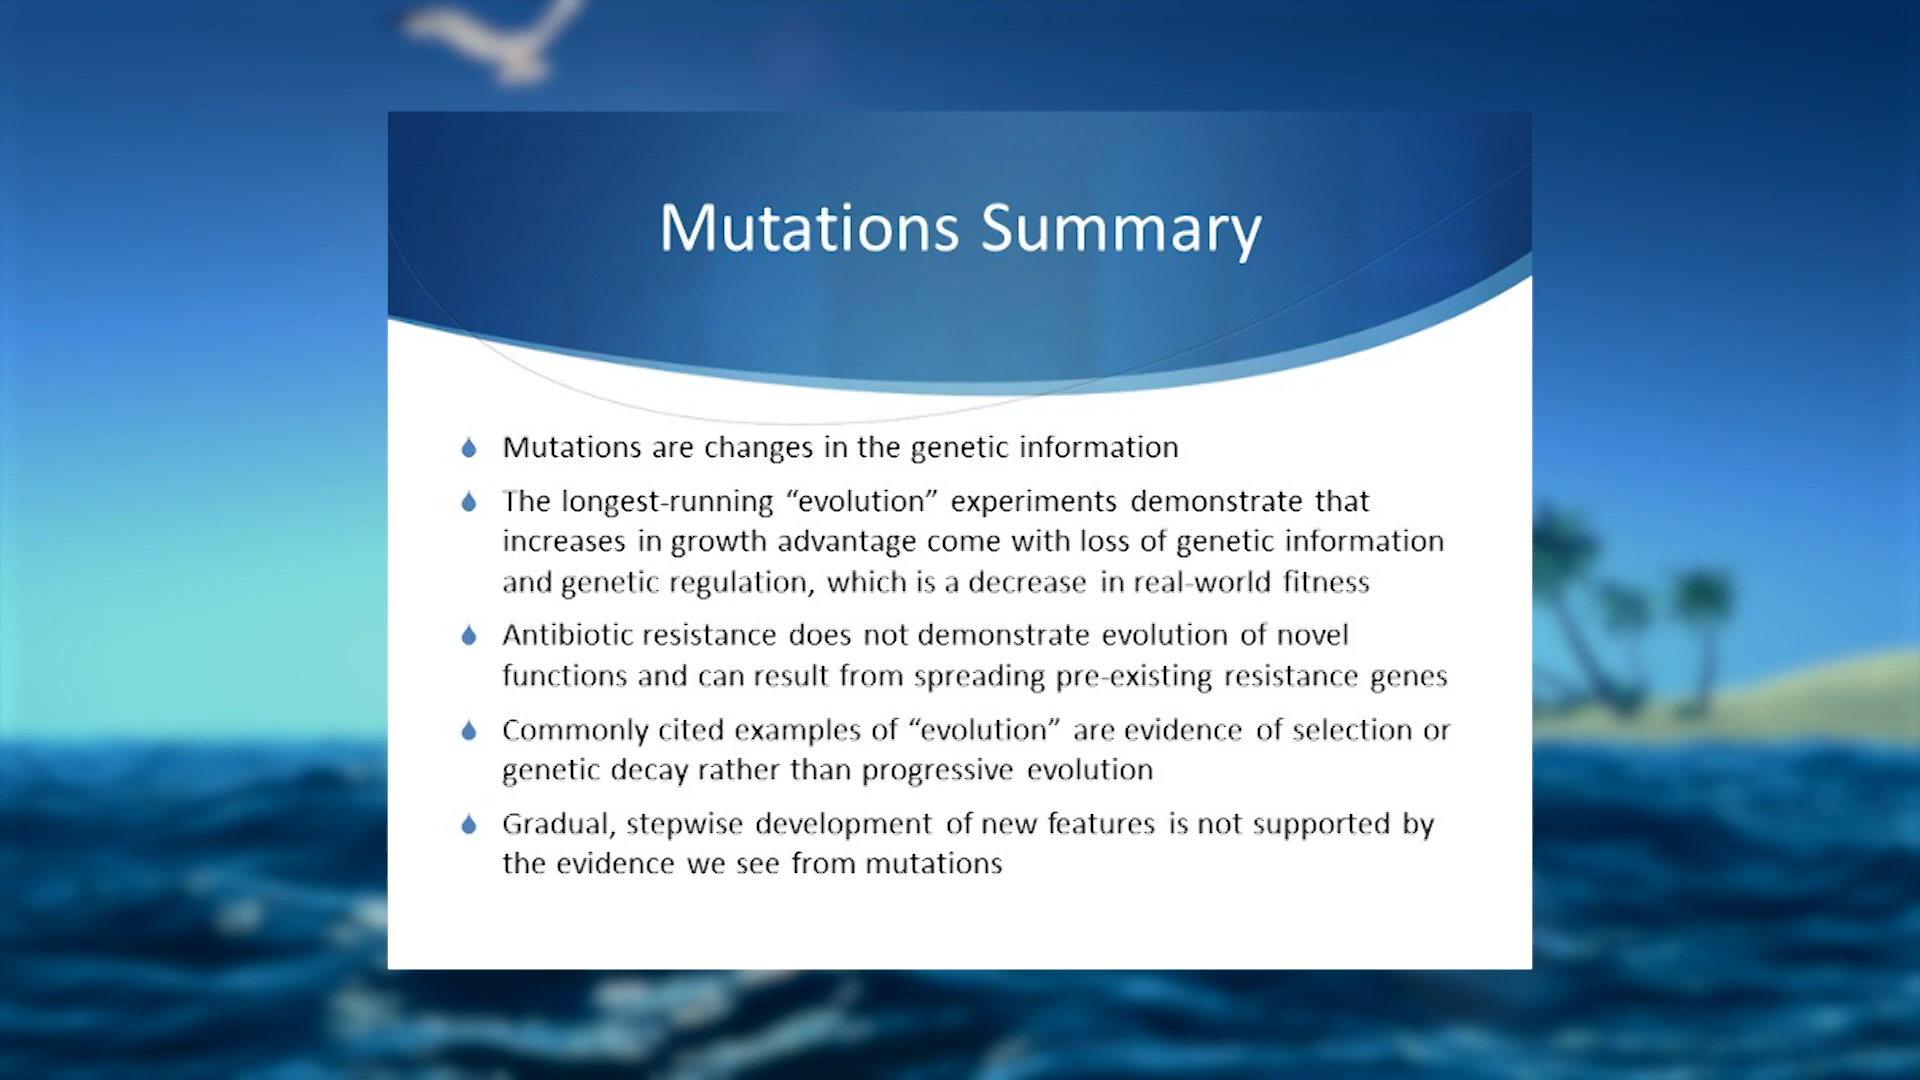 Mutations Summary
Mutations are changes in the genetic information
The longest-running “evolution” experiments demonstrate that
increases in growth advantage come with loss of genetic information
and genetic regulation, which is a decrease in real-world fitness
Antibiotic resistance does not demonstrate evolution of novel
functions and can result from spreading pre-existing resistance genes
Commonly cited examples of “evolution” are evidence of selection or
genetic decay rather than progressive evolution
Gradual, stepwise development of new features is not supported by
the evidence we see from mutations